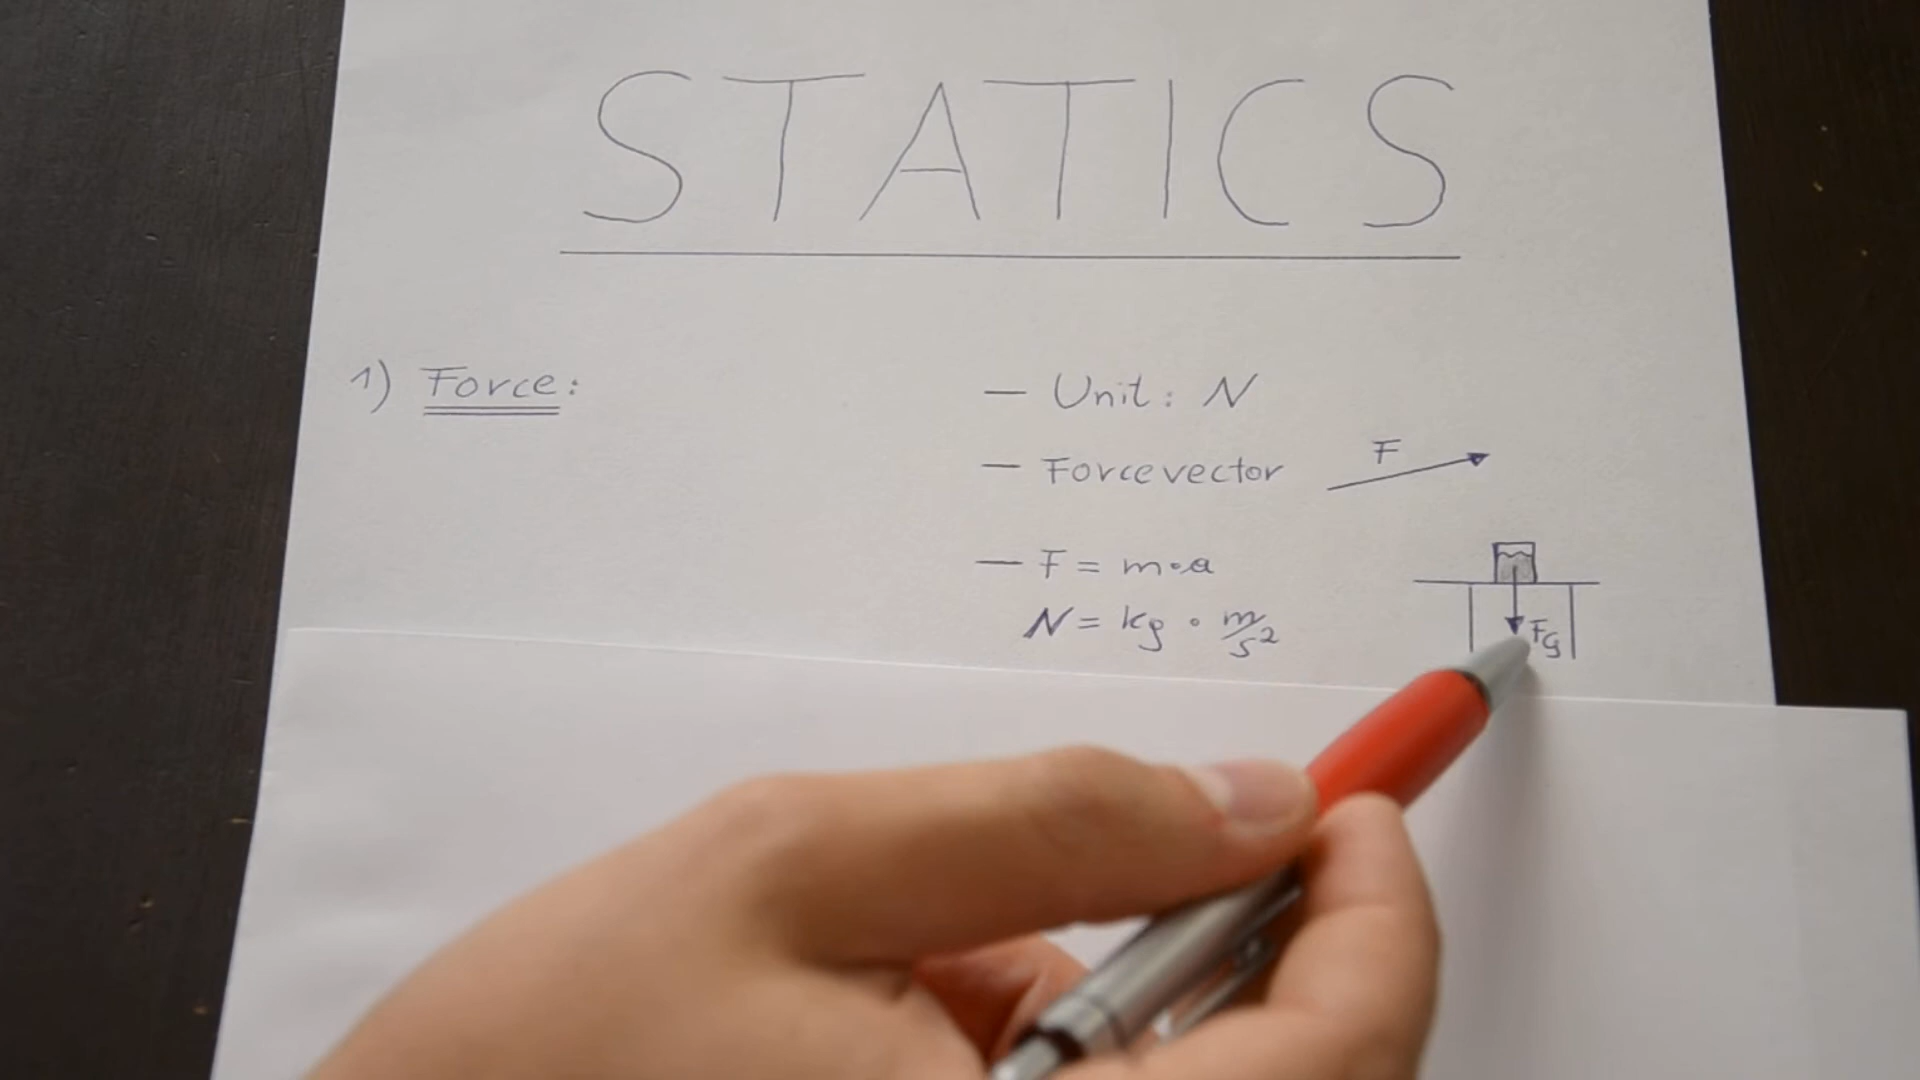 STATICS
1) Force:
— Unit: N
— Forcevector
F
— F = m·a
N = kg · m/s²
Fg